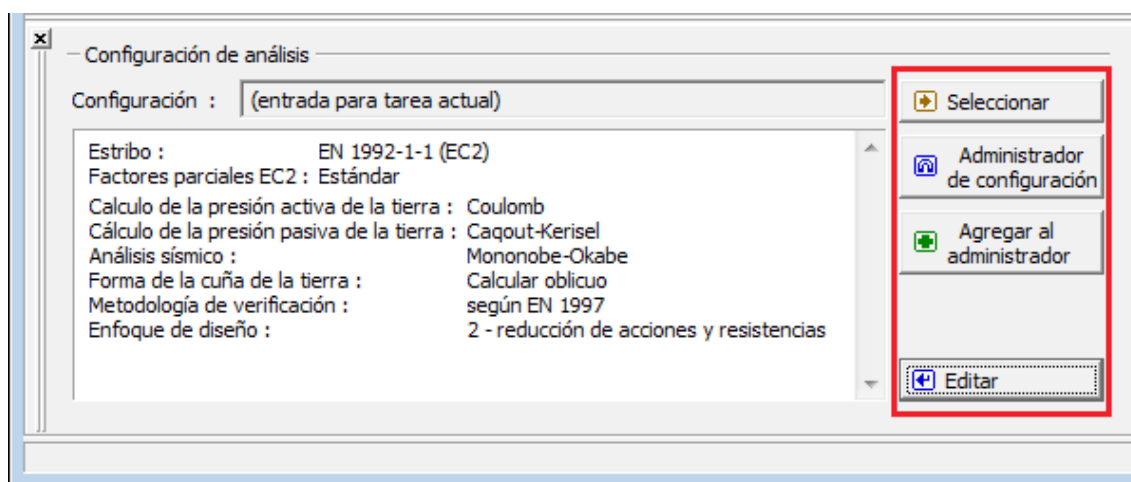 Configuración de análisis
Configuración : (entrada para tarea actual)
Estribo : EN 1992-1-1 (EC2)
Factores parciales EC2 : Estándar
Calculo de la presión activa de la tierra : Coulomb
Cálculo de la presión pasiva de la tierra : Caqout-Kerisel
Análisis sísmico : Mononobe-Okabe
Forma de la cuña de la tierra : Calcular oblicuo
Metodología de verificación : según EN 1997
Enfoque de diseño : 2 - reducción de acciones y resistencias
Seleccionar
Administrador
de configuración
Agregar al
administrador
Editar